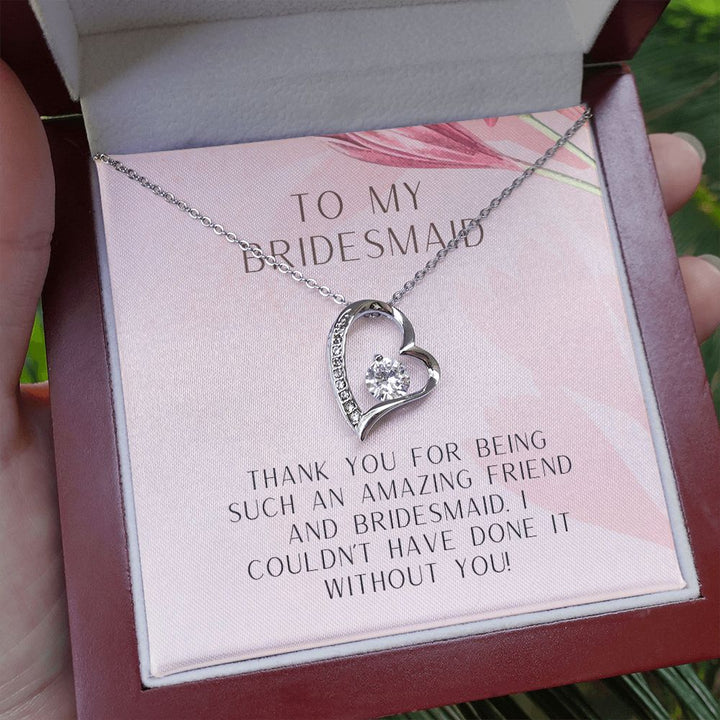 TO MY
BRIDESMAID
THANK YOU FOR BEING
SUCH AN AMAZING FRIEND
AND BRIDESMAID. I
COULDN'T HAVE DONE IT
WITHOUT YOU!